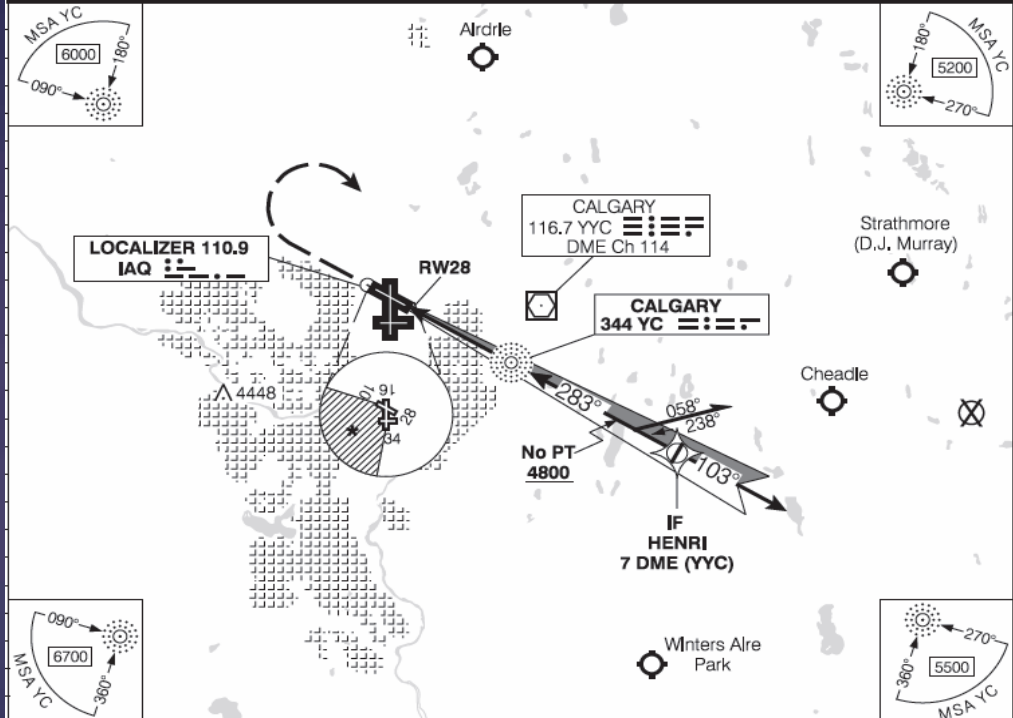 MSA YC
6000
180°
090°
Airdrie
180°
MSA YC
5200
270°
CALGARY
116.7 YYC
DME Ch 114
Strathmore
(D.J. Murray)
LOCALIZER 110.9
IAQ
RW28
CALGARY
344 YC
4448
Cheadle
10
16
28
34
*
283°
058°
238°
No PT
4800
103°
IF
HENRI
7 DME (YYC)
090°
6700
360°
MSA YC
Winters Aire
Park
270°
360°
5500
MSA YC